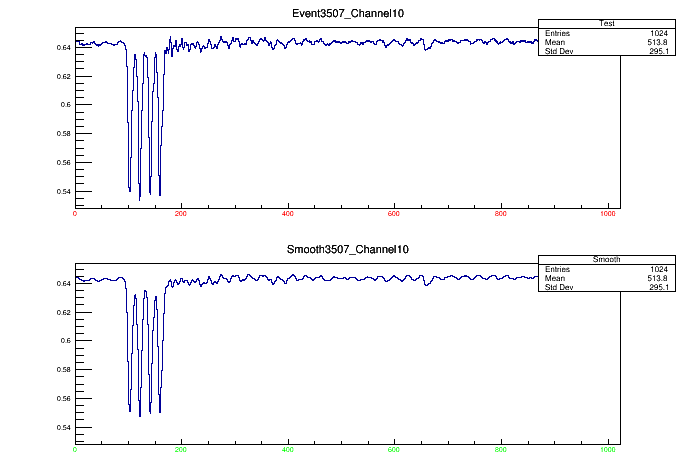 Event3507_Channel10
Test
Entries 1024
Mean 513.8
Std Dev 295.1
0.64
0.62
0.6
0.58
0.56
0.54
0 200 400 600 800 1000
Smooth3507_Channel10
Smooth
Entries 1024
Mean 513.8
Std Dev 295.1
0.64
0.62
0.6
0.58
0.56
0.54
0 200 400 600 800 1000